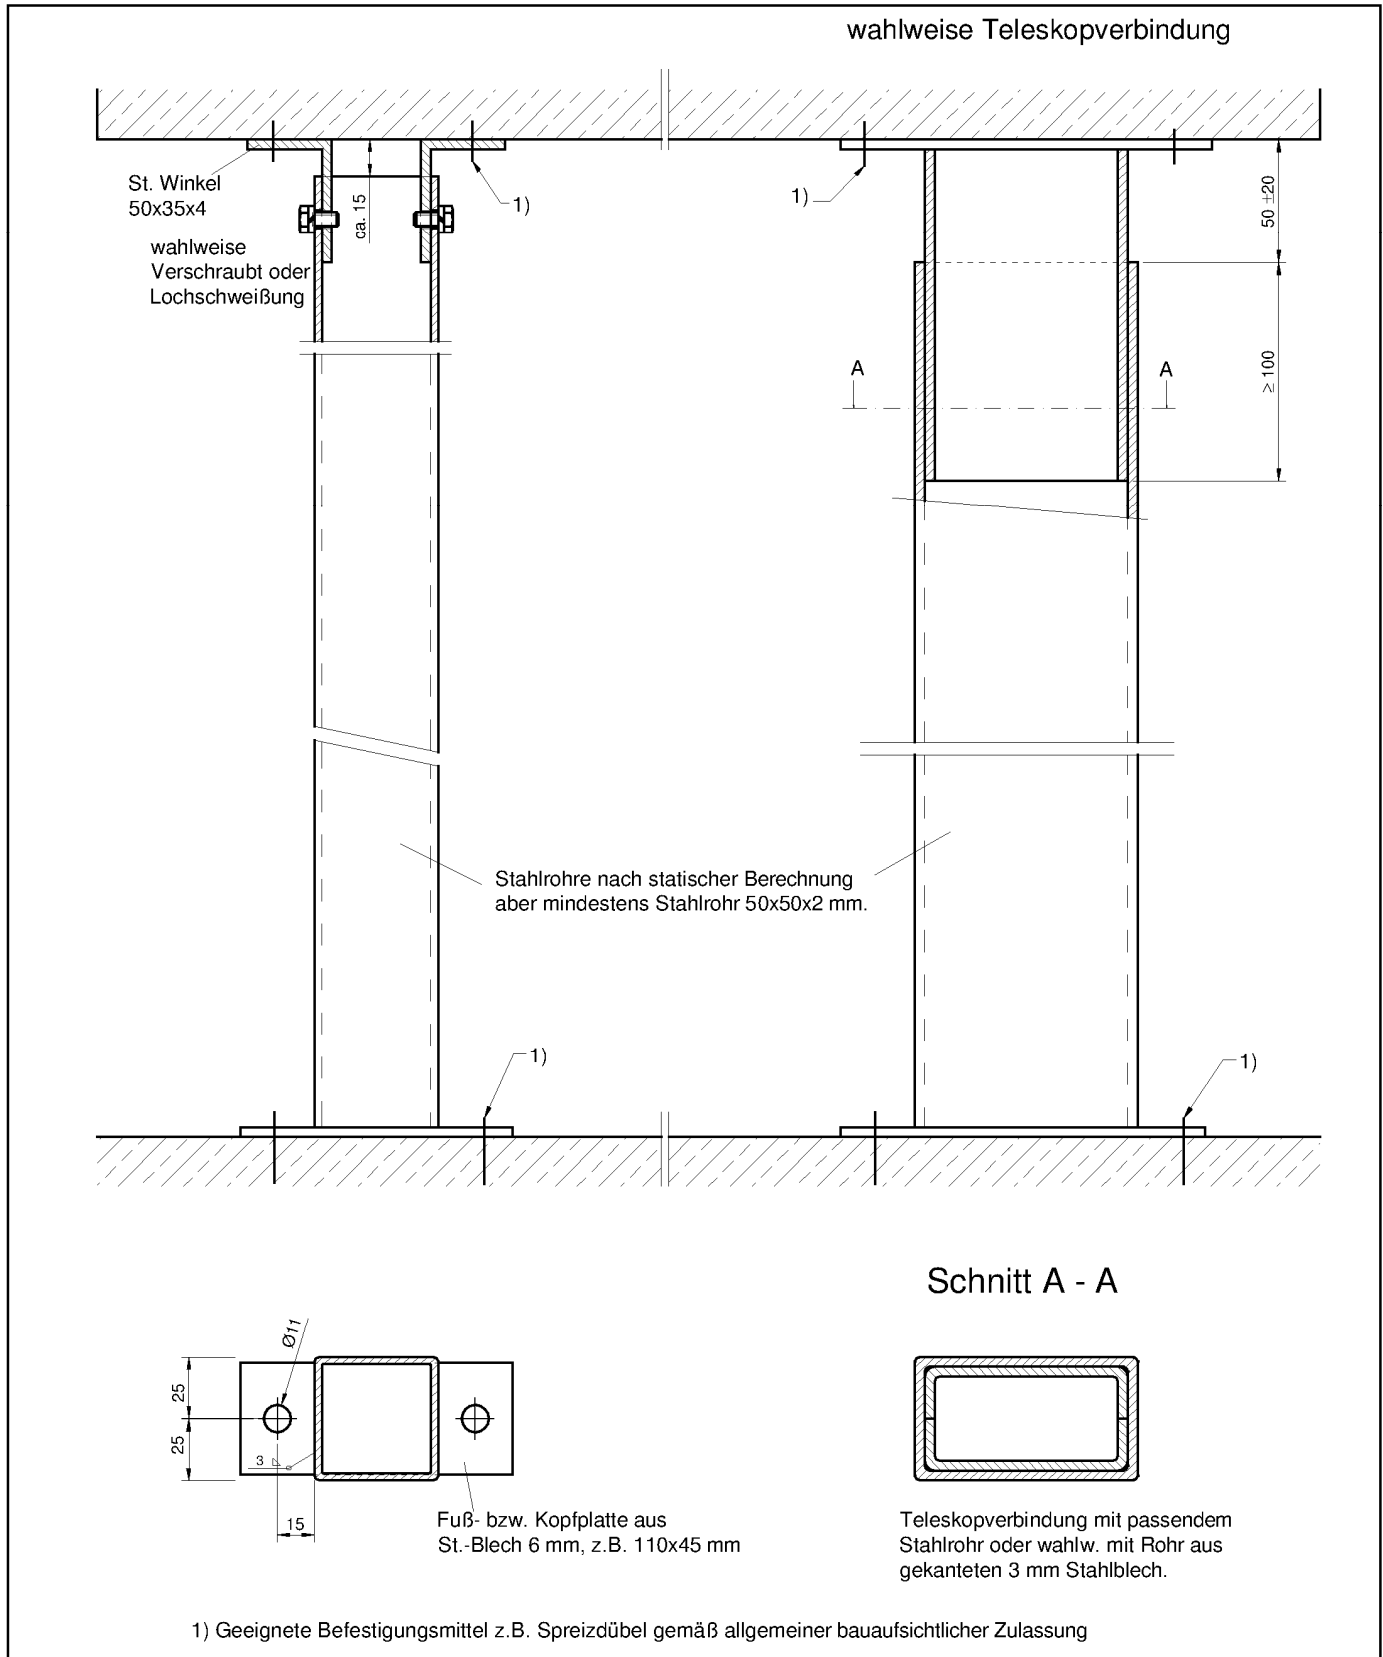 wahlweise Teleskopverbindung
St. Winkel
50x35x4
wahlweise
Verschraubt oder
Lochschweißung
ca. 15
1)
1)
50 ±20
≥ 100
A
A
Stahlrohre nach statischer Berechnung
aber mindestens Stahlrohr 50x50x2 mm.
1)
1)
Schnitt A - A
Ø11
25
25
3
15
Fuß- bzw. Kopfplatte aus
St.-Blech 6 mm, z.B. 110x45 mm
Teleskopverbindung mit passendem
Stahlrohr oder wahlw. mit Rohr aus
gekanteten 3 mm Stahlblech.
1) Geeignete Befestigungsmittel z.B. Spreizdübel gemäß allgemeiner bauaufsichtlicher Zulassung